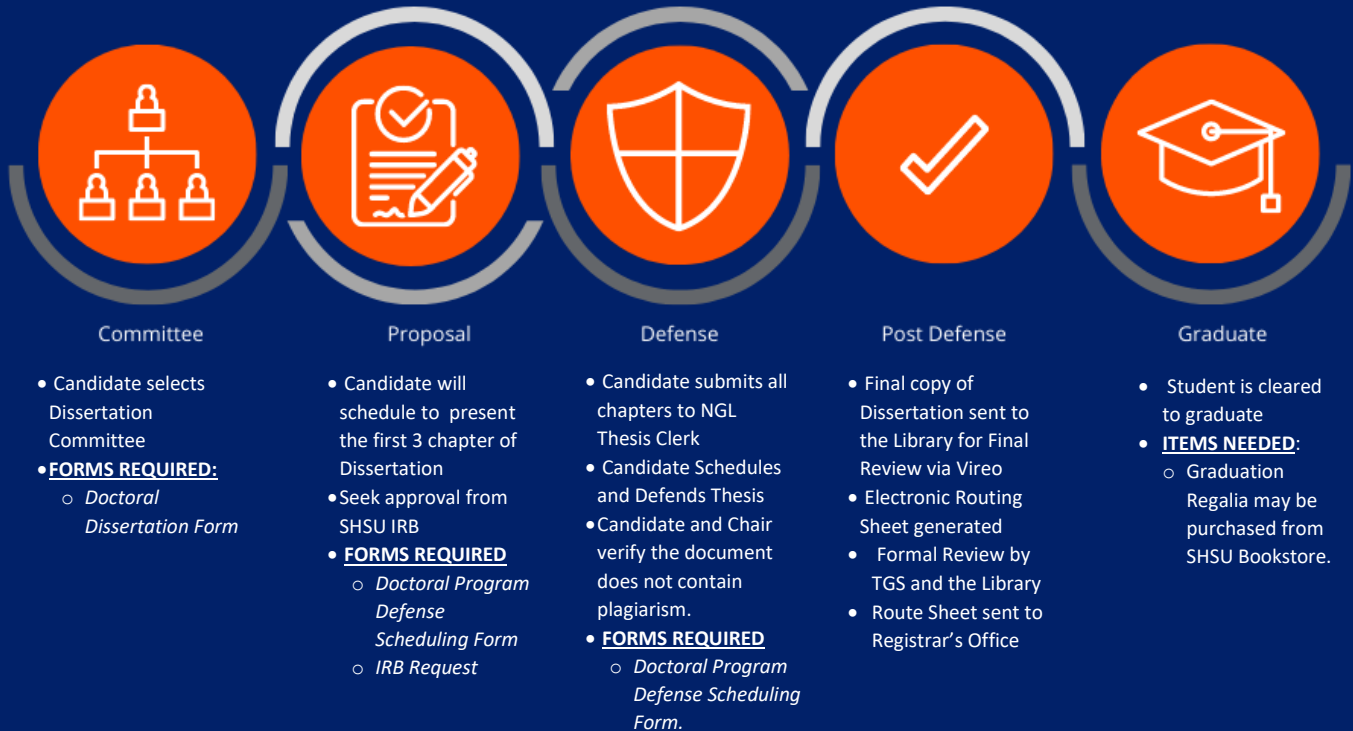 Committee
• Candidate selects
Dissertation
Committee
• FORMS REQUIRED:
○ Doctoral
Dissertation Form
Proposal
• Candidate will
schedule to present
the first 3 chapter of
Dissertation
• Seek approval from
SHSU IRB
• FORMS REQUIRED
○ Doctoral Program
Defense
Scheduling Form
○ IRB Request
Defense
• Candidate submits all
chapters to NGL
Thesis Clerk
• Candidate Schedules
and Defends Thesis
• Candidate and Chair
verify the document
does not contain
plagiarism.
• FORMS REQUIRED
○ Doctoral Program
Defense Scheduling
Form.
Post Defense
• Final copy of
Dissertation sent to
the Library for Final
Review via Vireo
• Electronic Routing
Sheet generated
• Formal Review by
TGS and the Library
• Route Sheet sent to
Registrar’s Office
Graduate
• Student is cleared
to graduate
• ITEMS NEEDED:
○ Graduation
Regalia may be
purchased from
SHSU Bookstore.